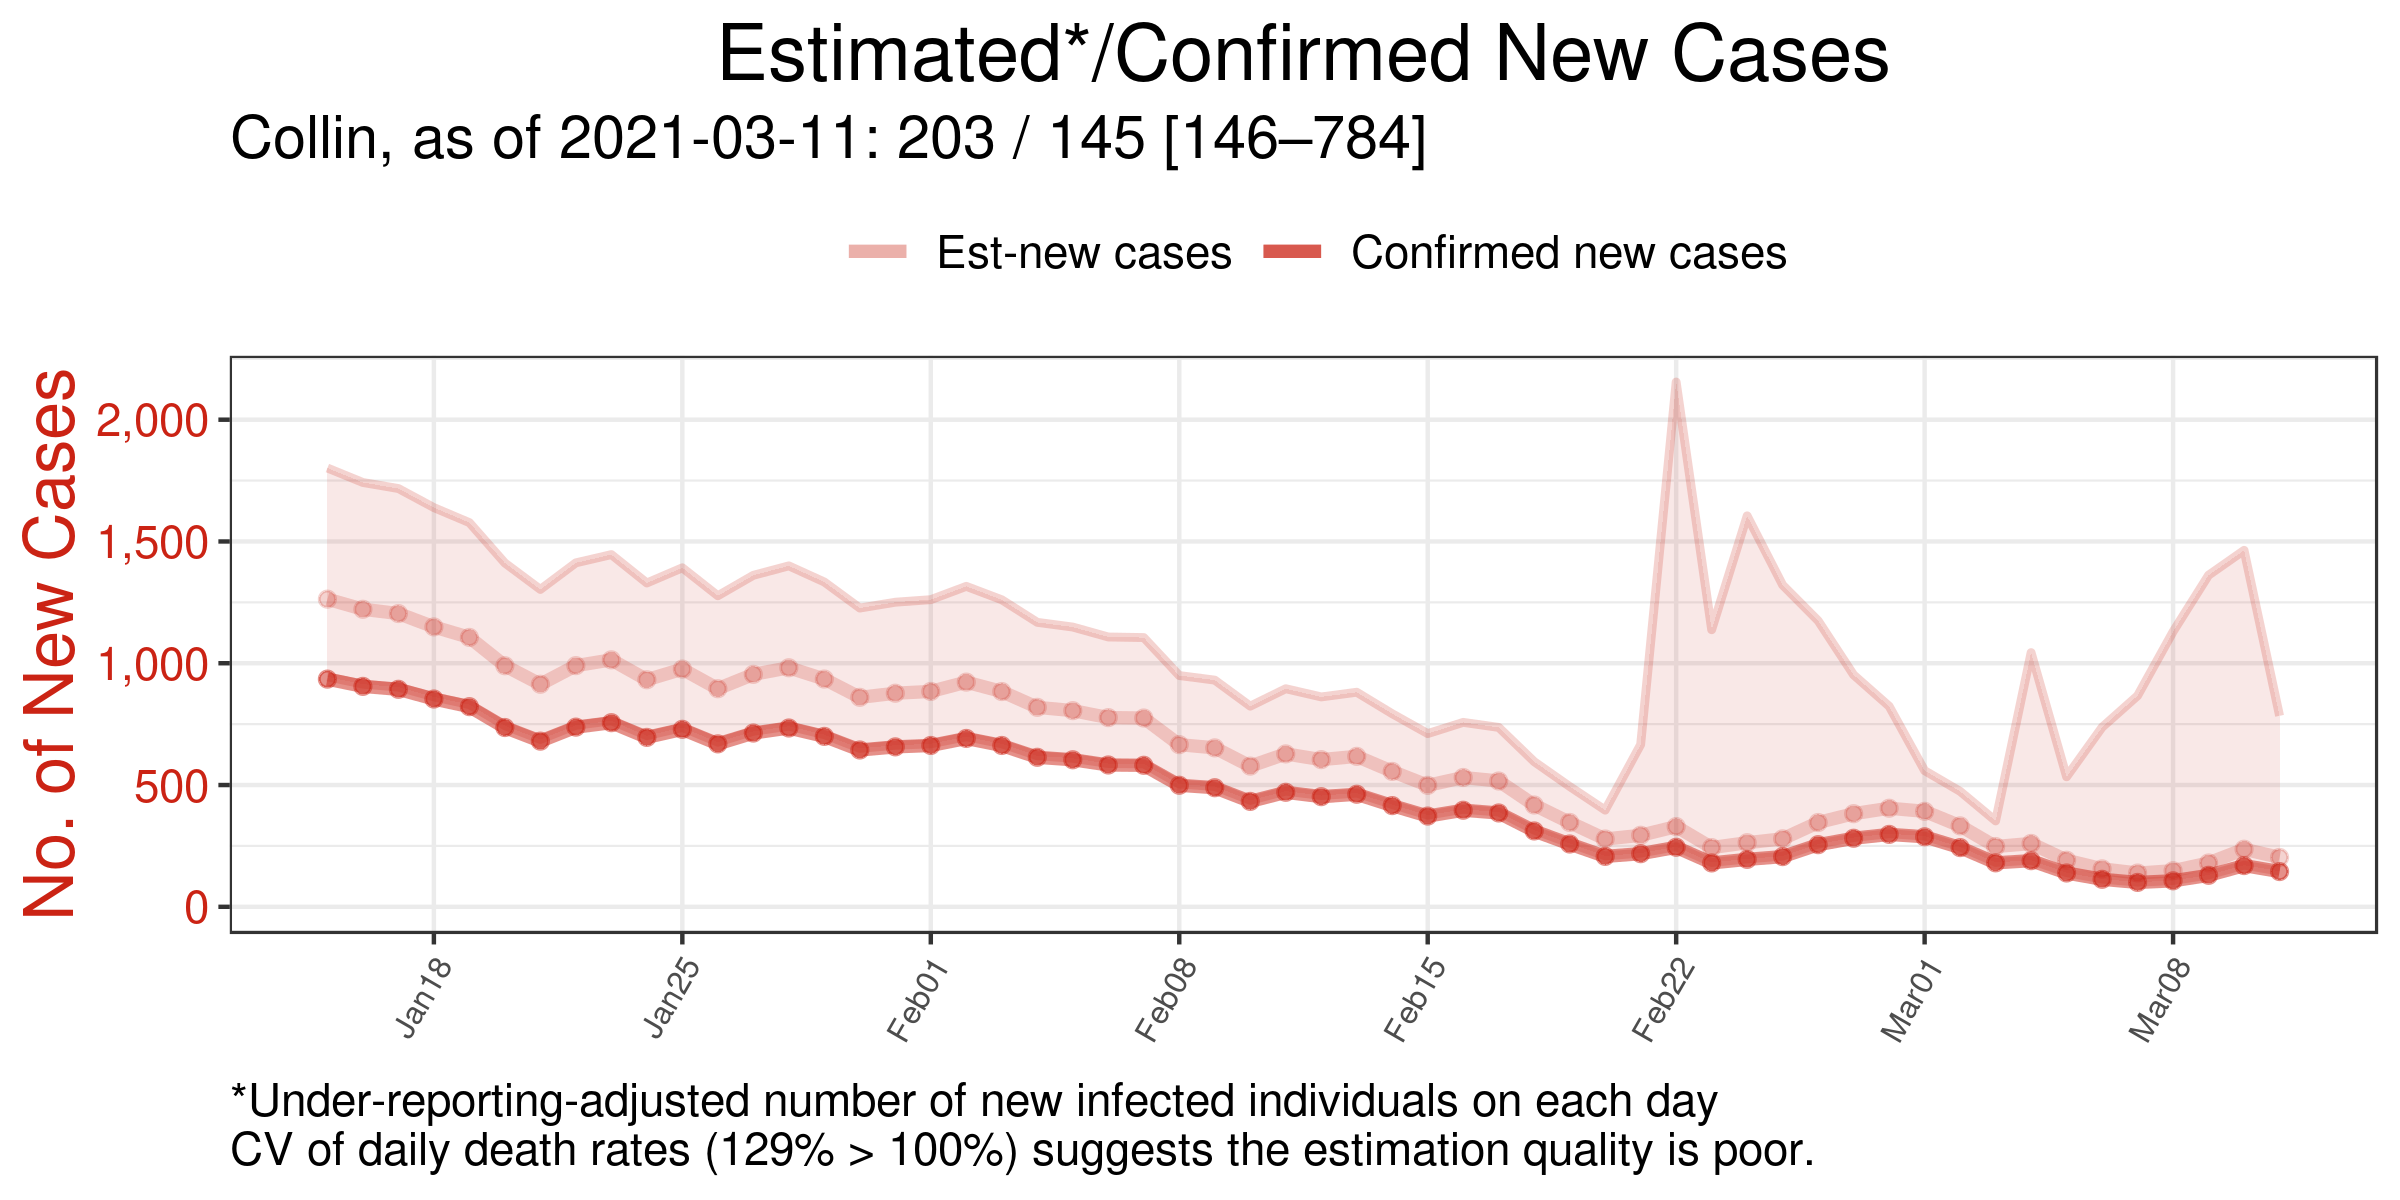 Estimated*/Confirmed New Cases
Collin, as of 2021-03-11: 203 / 145 [146–784]
Est-new cases
Confirmed new cases
No. of New Cases
2,000
1,500
1,000
500
0
Jan18
Jan25
Feb01
Feb08
Feb15
Feb22
Mar01
Mar08
*Under-reporting-adjusted number of new infected individuals on each day
CV of daily death rates (129% > 100%) suggests the estimation quality is poor.